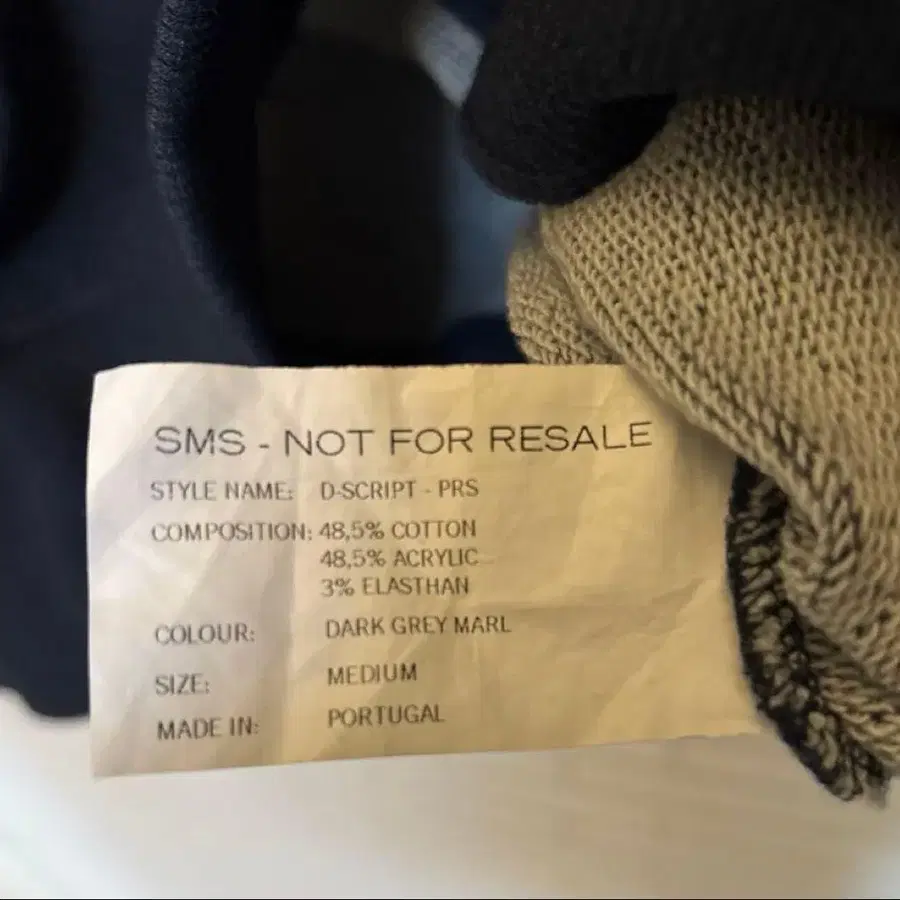 SMS - NOT FOR RESALE
STYLE NAME: D-SCRIPT - PRS
COMPOSITION: 48,5% COTTON
48,5% ACRYLIC
3% ELASTHAN
COLOUR: DARK GREY MARL
SIZE: MEDIUM
MADE IN: PORTUGAL